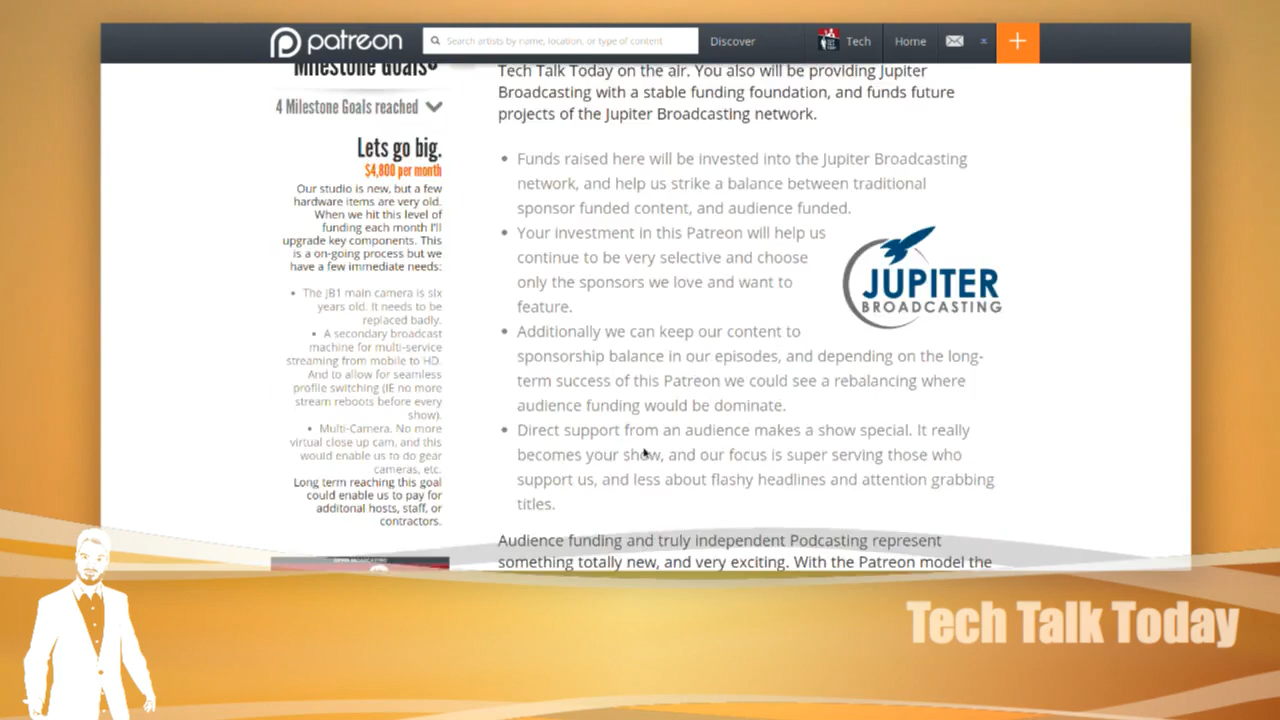 patreon
Search artists by name, location, or type of content
Discover
Tech
Home
Milestone Goals
4 Milestone Goals reached
Lets go big.
$4,800 per month
Our studio is new, but a few
hardware items are very old.
When we hit this level of
funding each month I'll
upgrade key components. This
is a on-going process but we
have a few immediate needs:
• The JB1 main camera is six
years old. It needs to be
replaced badly.
• A secondary broadcast
machine for multi-service
streaming from mobile to HD.
And to allow for seamless
profile switching (IE no more
stream reboots before every
show).
• Multi-Camera. No more
virtual close up cam, and this
would enable us to do gear
cameras, etc.
Long term reaching this goal
could enable us to pay for
additonal hosts, staff, or
contractors.
Tech Talk Today on the air. You also will be providing Jupiter
Broadcasting with a stable funding foundation, and funds future
projects of the Jupiter Broadcasting network.
• Funds raised here will be invested into the Jupiter Broadcasting
network, and help us strike a balance between traditional
sponsor funded content, and audience funded.
• Your investment in this Patreon will help us
continue to be very selective and choose
only the sponsors we love and want to
feature.
JUPITER
BROADCASTING
• Additionally we can keep our content to
sponsorship balance in our episodes, and depending on the long-
term success of this Patreon we could see a rebalancing where
audience funding would be dominate.
• Direct support from an audience makes a show special. It really
becomes your show, and our focus is super serving those who
support us, and less about flashy headlines and attention grabbing
titles.
Audience funding and truly independent Podcasting represent
something totally new, and very exciting. With the Patreon model the
Tech Talk Today